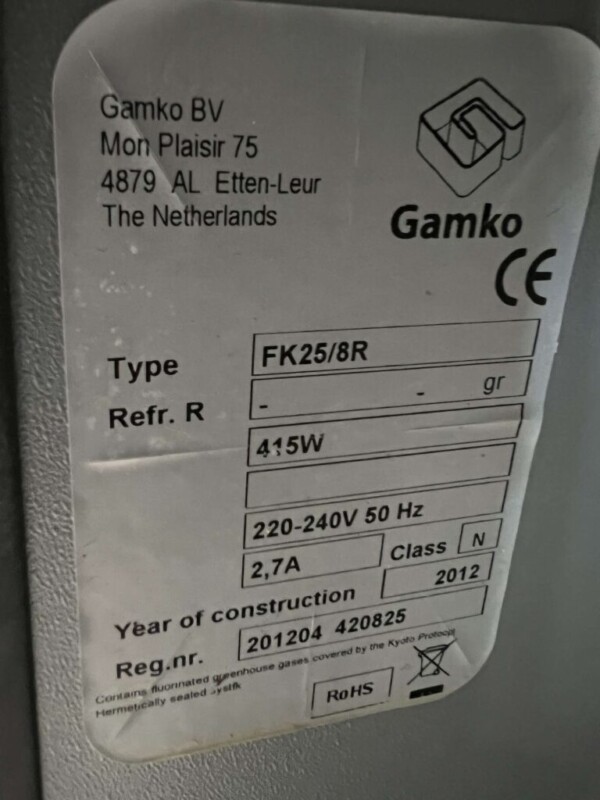 Gamko BV
Mon Plaisir 75
4879 AL Etten-Leur
The Netherlands
Gamko
CE
Type FK25/8R
Refr. R - - gr
415W
220-240V 50 Hz
2,7A Class N
Year of construction 2012
Reg.nr. 201204 420825
Contains fluorinated greenhouse gases covered by the Kyoto Protocol
Hermetically sealed
RoHS